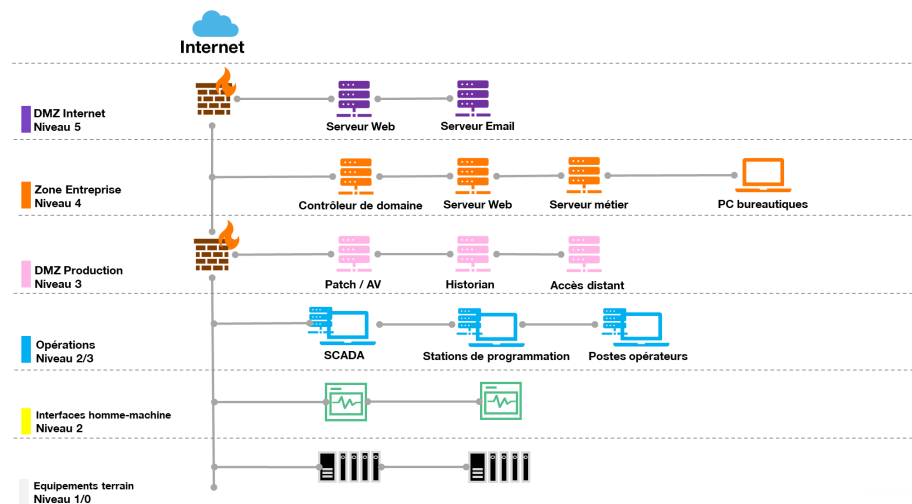 Internet
DMZ Internet
Niveau 5
Serveur Web
Serveur Email
Zone Entreprise
Niveau 4
Contrôleur de domaine
Serveur Web
Serveur métier
PC bureautiques
DMZ Production
Niveau 3
Patch / AV
Historian
Accès distant
Opérations
Niveau 2/3
SCADA
Stations de programmation
Postes opérateurs
Interfaces homme-machine
Niveau 2
Equipements terrain
Niveau 1/0